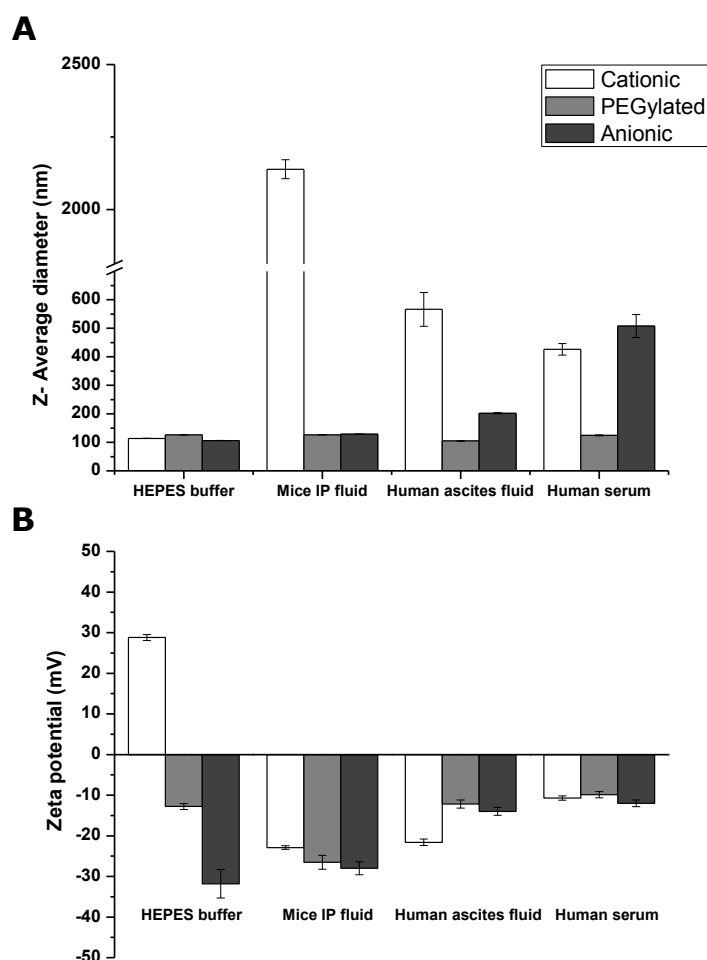 A
Z- Average diameter (nm)
2500
2000
600
500
400
300
200
100
0
Cationic
PEGylated
Anionic
HEPES buffer Mice IP fluid Human ascites fluid Human serum
B
Zeta potential (mV)
50
40
30
20
10
0
-10
-20
-30
-40
-50
HEPES buffer Mice IP fluid Human ascites fluid Human serum